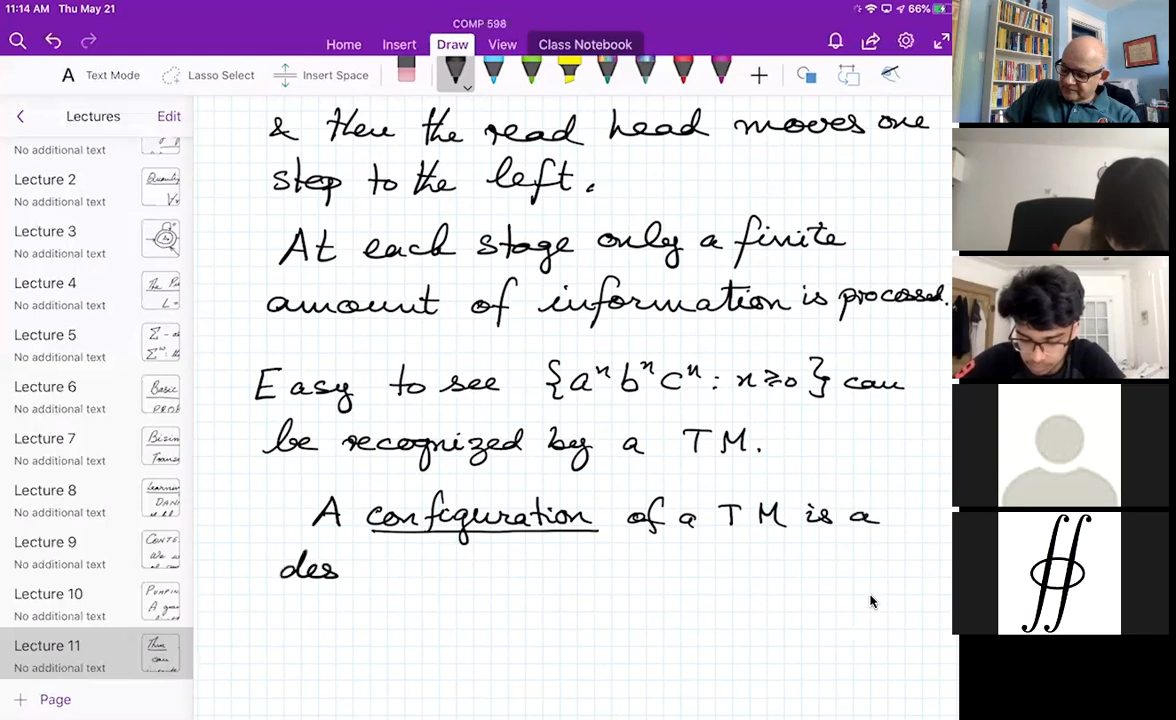 11:14 AM Thu May 21
66%
COMP 598
Home Insert Draw View Class Notebook
A Text Mode Lasso Select Insert Space
Lectures Edit
No additional text
Lecture 2
No additional text
Lecture 3
No additional text
Lecture 4
No additional text
Lecture 5
No additional text
Lecture 6
No additional text
Lecture 7
No additional text
Lecture 8
No additional text
Lecture 9
No additional text
Lecture 10
No additional text
Lecture 11
No additional text
+ Page
& then the read head moves one
step to the left.
At each stage only a finite
amount of information is processed.
Easy to see {aⁿ bⁿ cⁿ : n ≥ 0} can
be recognized by a TM.
A configuration of a TM is a
des